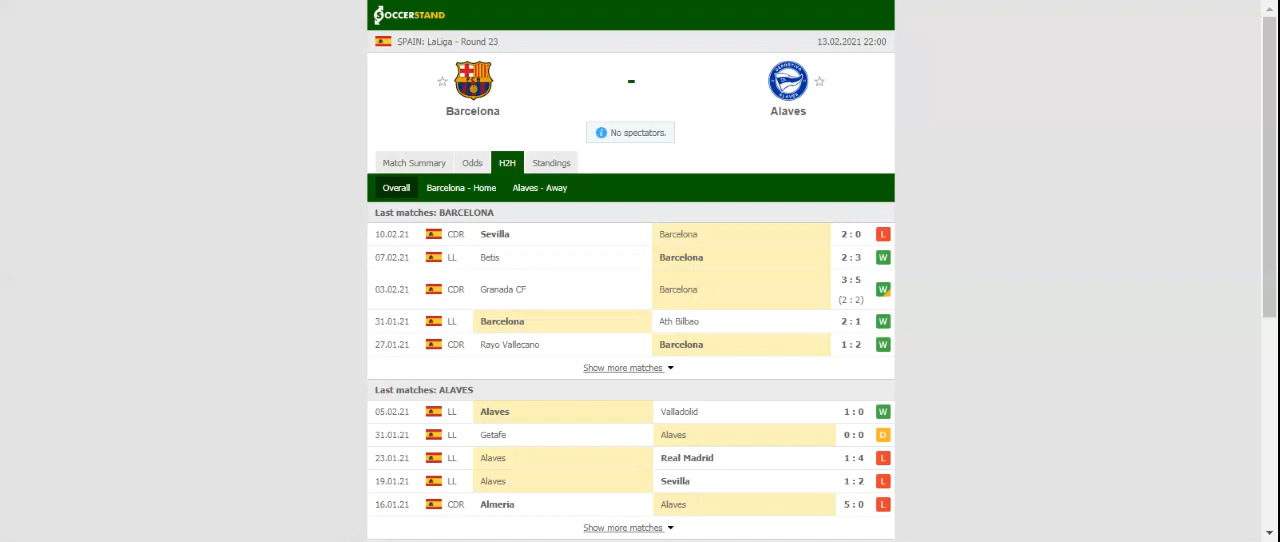 SOCCERSTAND
SPAIN: LaLiga - Round 23 13.02.2021 22:00
-
Barcelona Alaves
No spectators.
Match Summary Odds H2H Standings
Overall Barcelona - Home Alaves - Away
Last matches: BARCELONA
10.02.21 CDR Sevilla Barcelona 2 : 0 L
07.02.21 LL Betis Barcelona 2 : 3 W
03.02.21 CDR Granada CF Barcelona 3 : 5 (2 : 2) W
31.01.21 LL Barcelona Ath Bilbao 2 : 1 W
27.01.21 CDR Rayo Vallecano Barcelona 1 : 2 W
Show more matches
Last matches: ALAVES
05.02.21 LL Alaves Valladolid 1 : 0 W
31.01.21 LL Getafe Alaves 0 : 0 D
23.01.21 LL Alaves Real Madrid 1 : 4 L
19.01.21 LL Alaves Sevilla 1 : 2 L
16.01.21 CDR Almeria Alaves 5 : 0 L
Show more matches